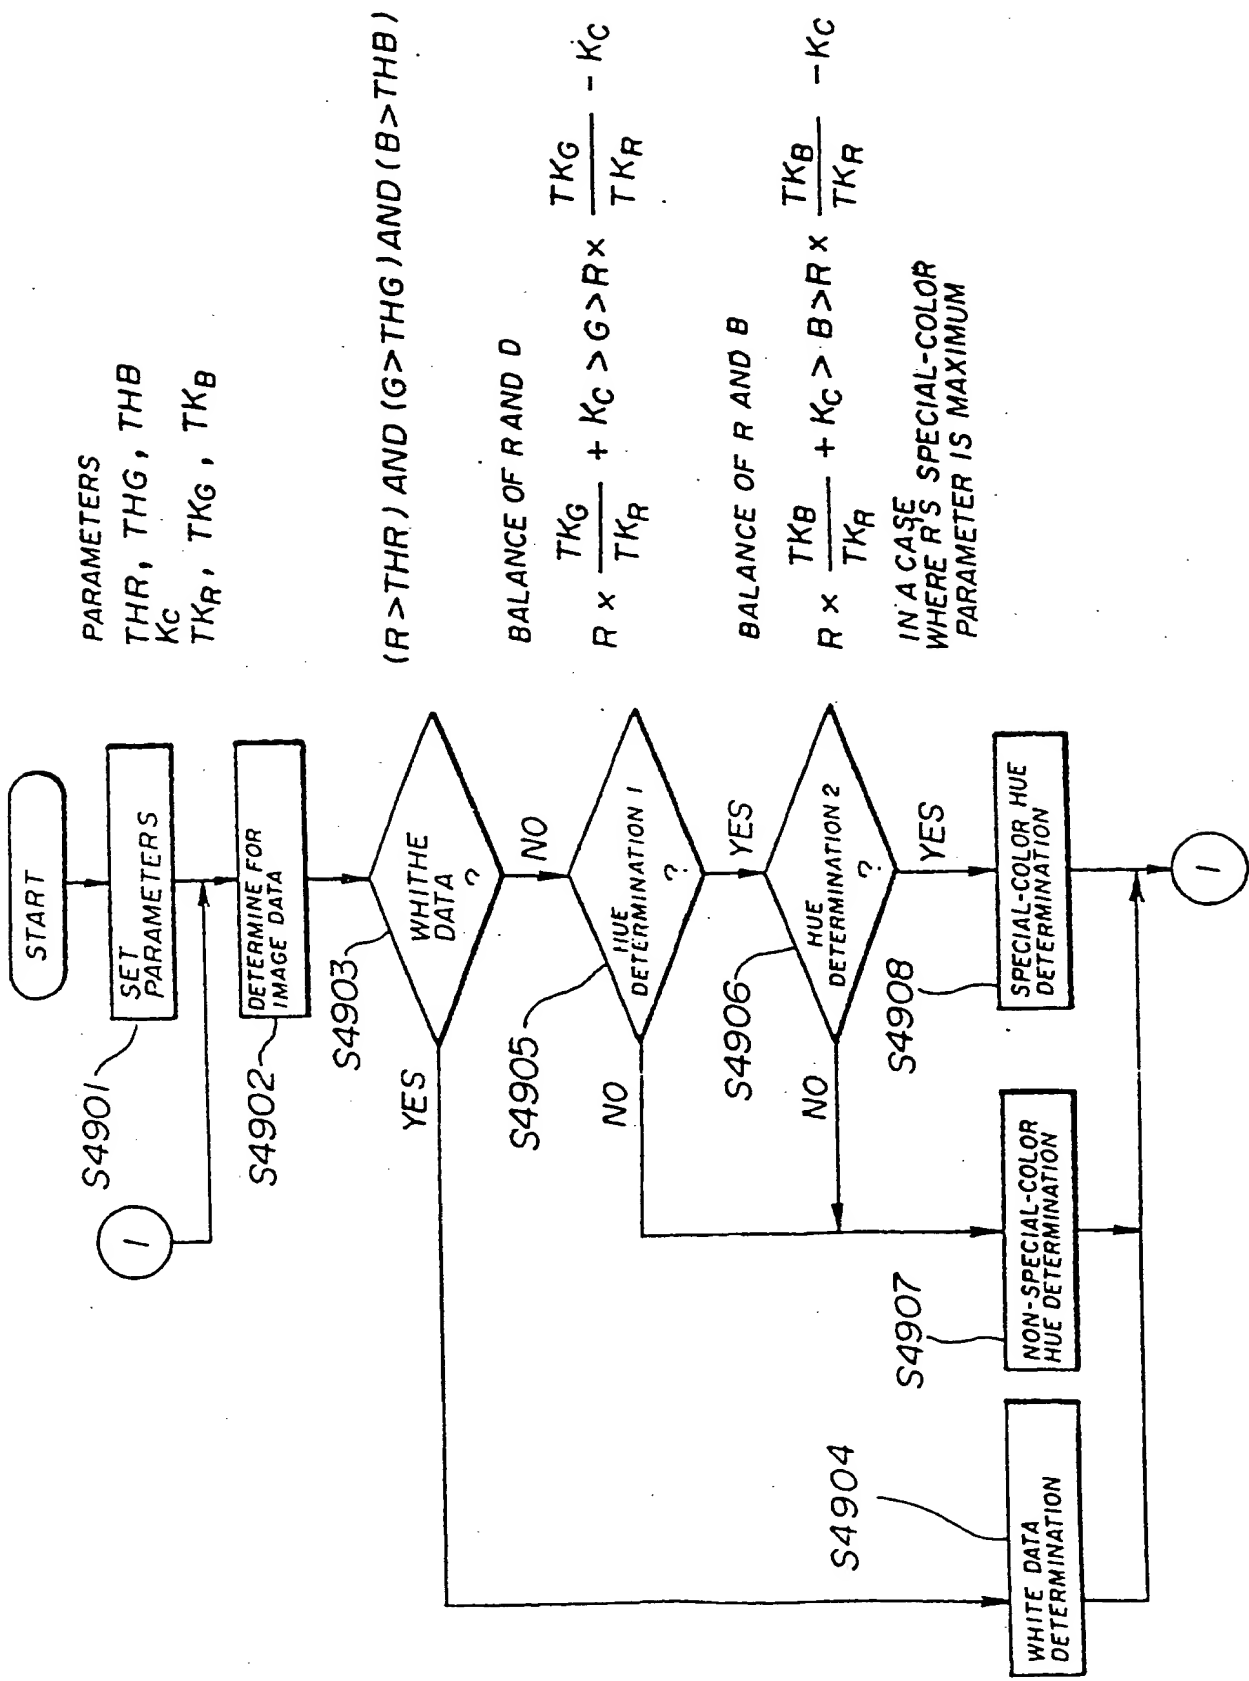 START
S4901
SET
PARAMETERS
PARAMETERS
THR, THG, THB
KC
TKR, TKG, TKB
1
S4902
DETERMINE FOR
IMAGE DATA
S4903
WHITHE
DATA
?
YES
NO
(R>THR) AND (G>THG) AND (B>THB)
S4905
HUE
DETERMINATION 1
?
NO
YES
BALANCE OF R AND D
R × TKG/TKR + KC > G > R × TKG/TKR - KC
S4906
HUE
DETERMINATION 2
?
NO
YES
BALANCE OF R AND B
R × TKB/TKR + KC > B > R × TKB/TKR - KC
IN A CASE
WHERE R'S SPECIAL-COLOR
PARAMETER IS MAXIMUM
S4904
WHITE DATA
DETERMINATION
S4907
NON-SPECIAL-COLOR
HUE DETERMINATION
S4908
SPECIAL-COLOR HUE
DETERMINATION
1